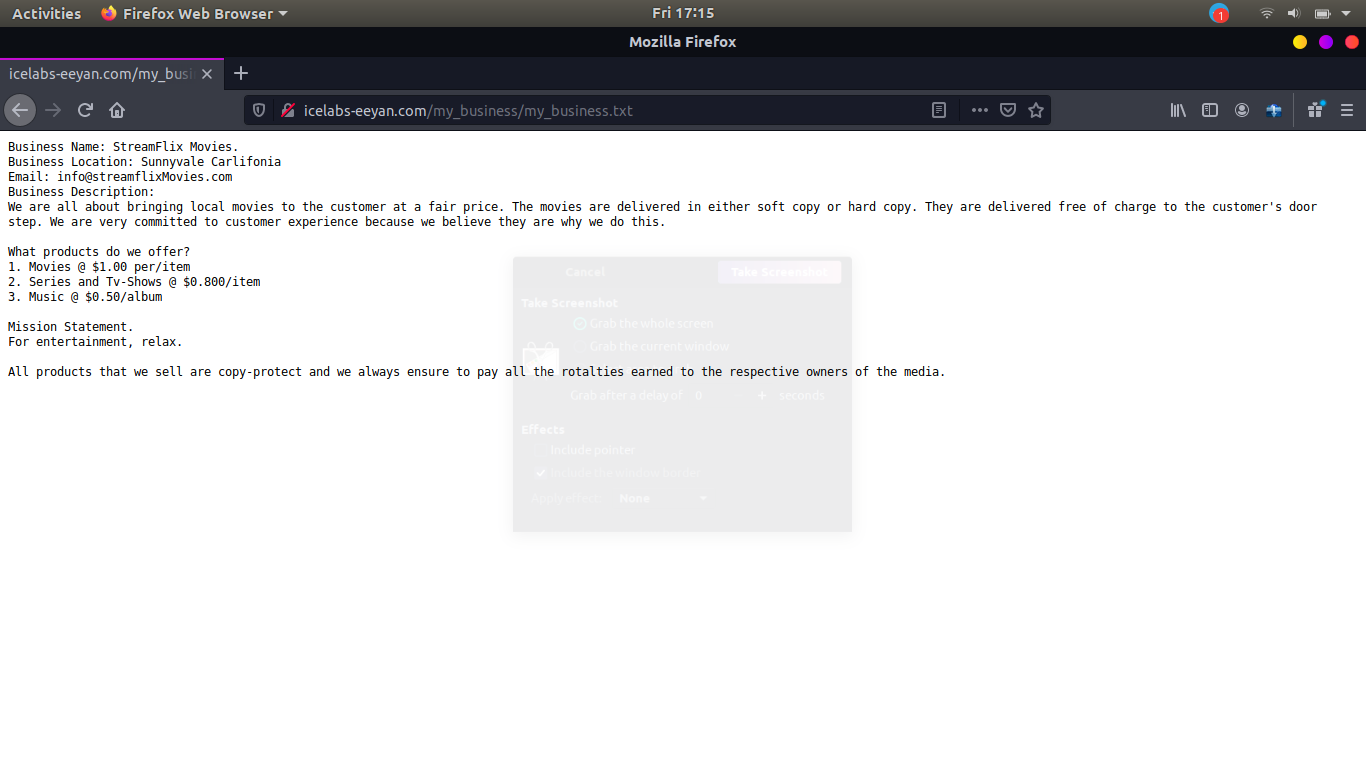 Activities Firefox Web Browser Fri 17:15 1
Mozilla Firefox
icelabs-eeyan.com/my_busi
icelabs-eeyan.com/my_business/my_business.txt
Business Name: StreamFlix Movies.
Business Location: Sunnyvale Carlifonia
Email: info@streamflixMovies.com
Business Description:
We are all about bringing local movies to the customer at a fair price. The movies are delivered in either soft copy or hard copy. They are delivered free of charge to the customer's door
step. We are very committed to customer experience because we believe they are why we do this.
What products do we offer?
1. Movies @ $1.00 per/item
2. Series and Tv-Shows @ $0.800/item
3. Music @ $0.50/album
Mission Statement.
For entertainment, relax.
All products that we sell are copy-protect and we always ensure to pay all the rotalties earned to the respective owners of the media.
Cancel Take Screenshot
Take Screenshot
Grab the whole screen
Grab the current window
Grab after a delay of 0 + seconds
Effects
Include pointer
Include the window border
Apply effect: None